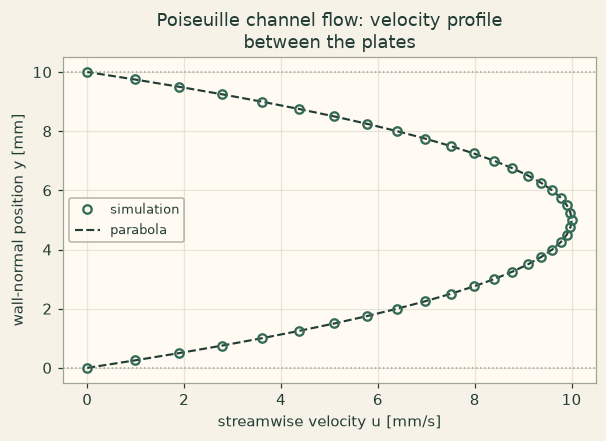 Poiseuille channel flow: velocity profile
between the plates
wall-normal position y [mm]
10
8
6
4
2
0
simulation
parabola
0 2 4 6 8 10
streamwise velocity u [mm/s]